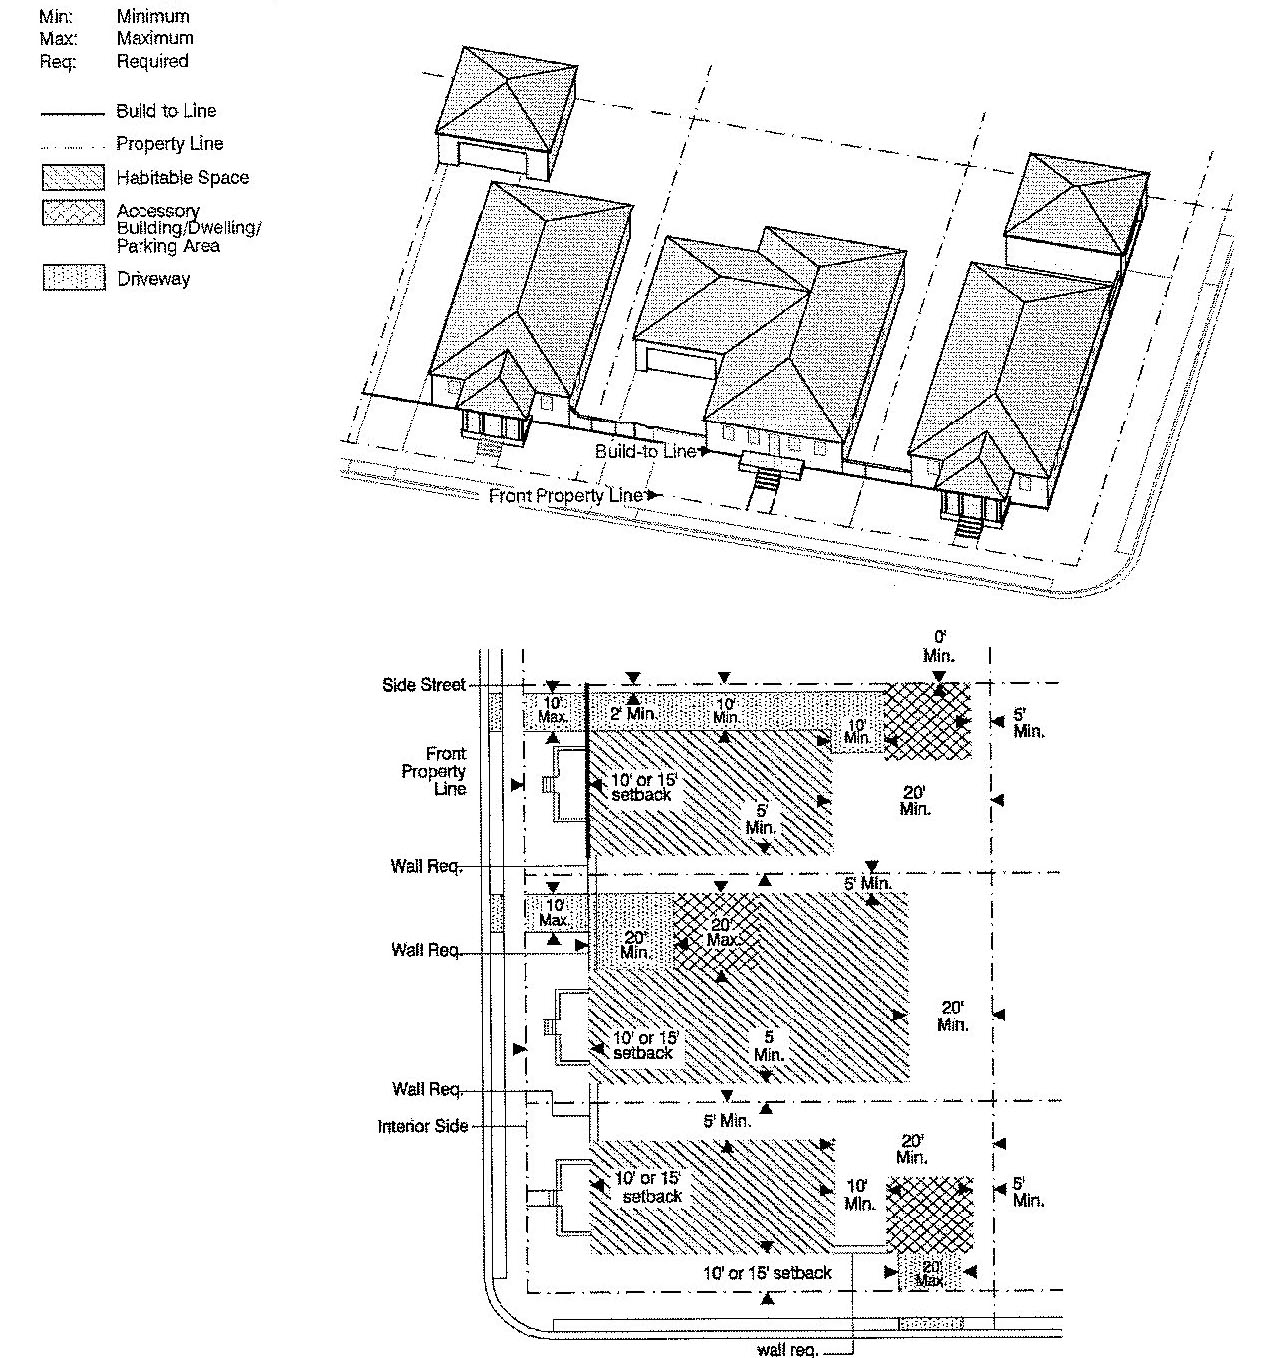 Min: Minimum
Max: Maximum
Req: Required
Build to Line
Property Line
Habitable Space
Accessory
Building/Dwelling/
Parking Area
Driveway
Build-to Line
Front Property Line
0'
Min.
Side Street
10'
Max.
2' Min.
10'
Min.
10'
Min.
5'
Min.
Front
Property
Line
10' or 15'
setback
20'
Min.
5'
Min.
Wall Req.
5' Min.
10'
Max.
20'
Max.
Wall Req.
20'
Min.
20'
Min.
10' or 15'
setback
5
Min.
Wall Req.
5' Min.
Interior Side
20'
Min.
10' or 15'
setback
10'
Min.
5'
Min.
10' or 15' setback
20'
Max
wall req.